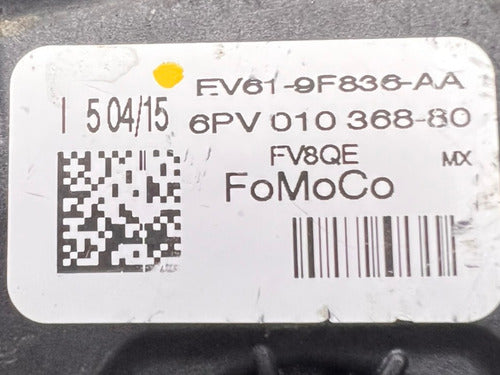 FV61-9F836-AA
I 5 04/15 6PV 010 368-80
FV8QE MX
FoMoCo